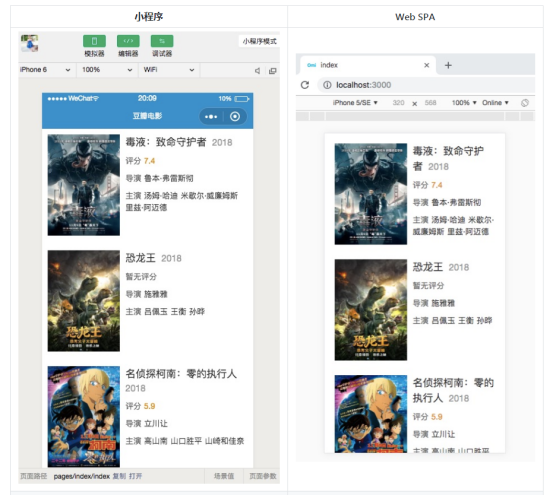 小程序
Web SPA
模拟器
编辑器
调试器
小程序模式
iPhone 6
100%
WiFi
WeChat
20:09
10%
豆瓣电影
毒液：致命守护者 2018
评分 7.4
导演 鲁本·弗雷斯彻
主演 汤姆·哈迪 米歇尔·威廉姆斯
里兹·阿迈德
恐龙王
恐龙王 2018
暂无评分
导演 施雅雅
主演 吕佩玉 王衡 孙晔
名侦探柯南：零的执行人
2018
评分 5.9
导演 立川让
主演 高山南 山口胜平 山崎和佳奈
页面路径 pages/index/index 复制 打开
场景值
页面参数
index
localhost:3000
iPhone 5/SE
320 × 568
100%
Online
毒液：致命守护
者 2018
评分 7.4
导演 鲁本·弗雷斯彻
主演 汤姆·哈迪 米歇尔·
威廉姆斯 里兹·阿迈德
恐龙王
恐龙王 2018
暂无评分
导演 施雅雅
主演 吕佩玉 王衡 孙晔
名侦探柯南：零的
执行人 2018
评分 5.9
导演 立川让
主演 高山南 山口胜平